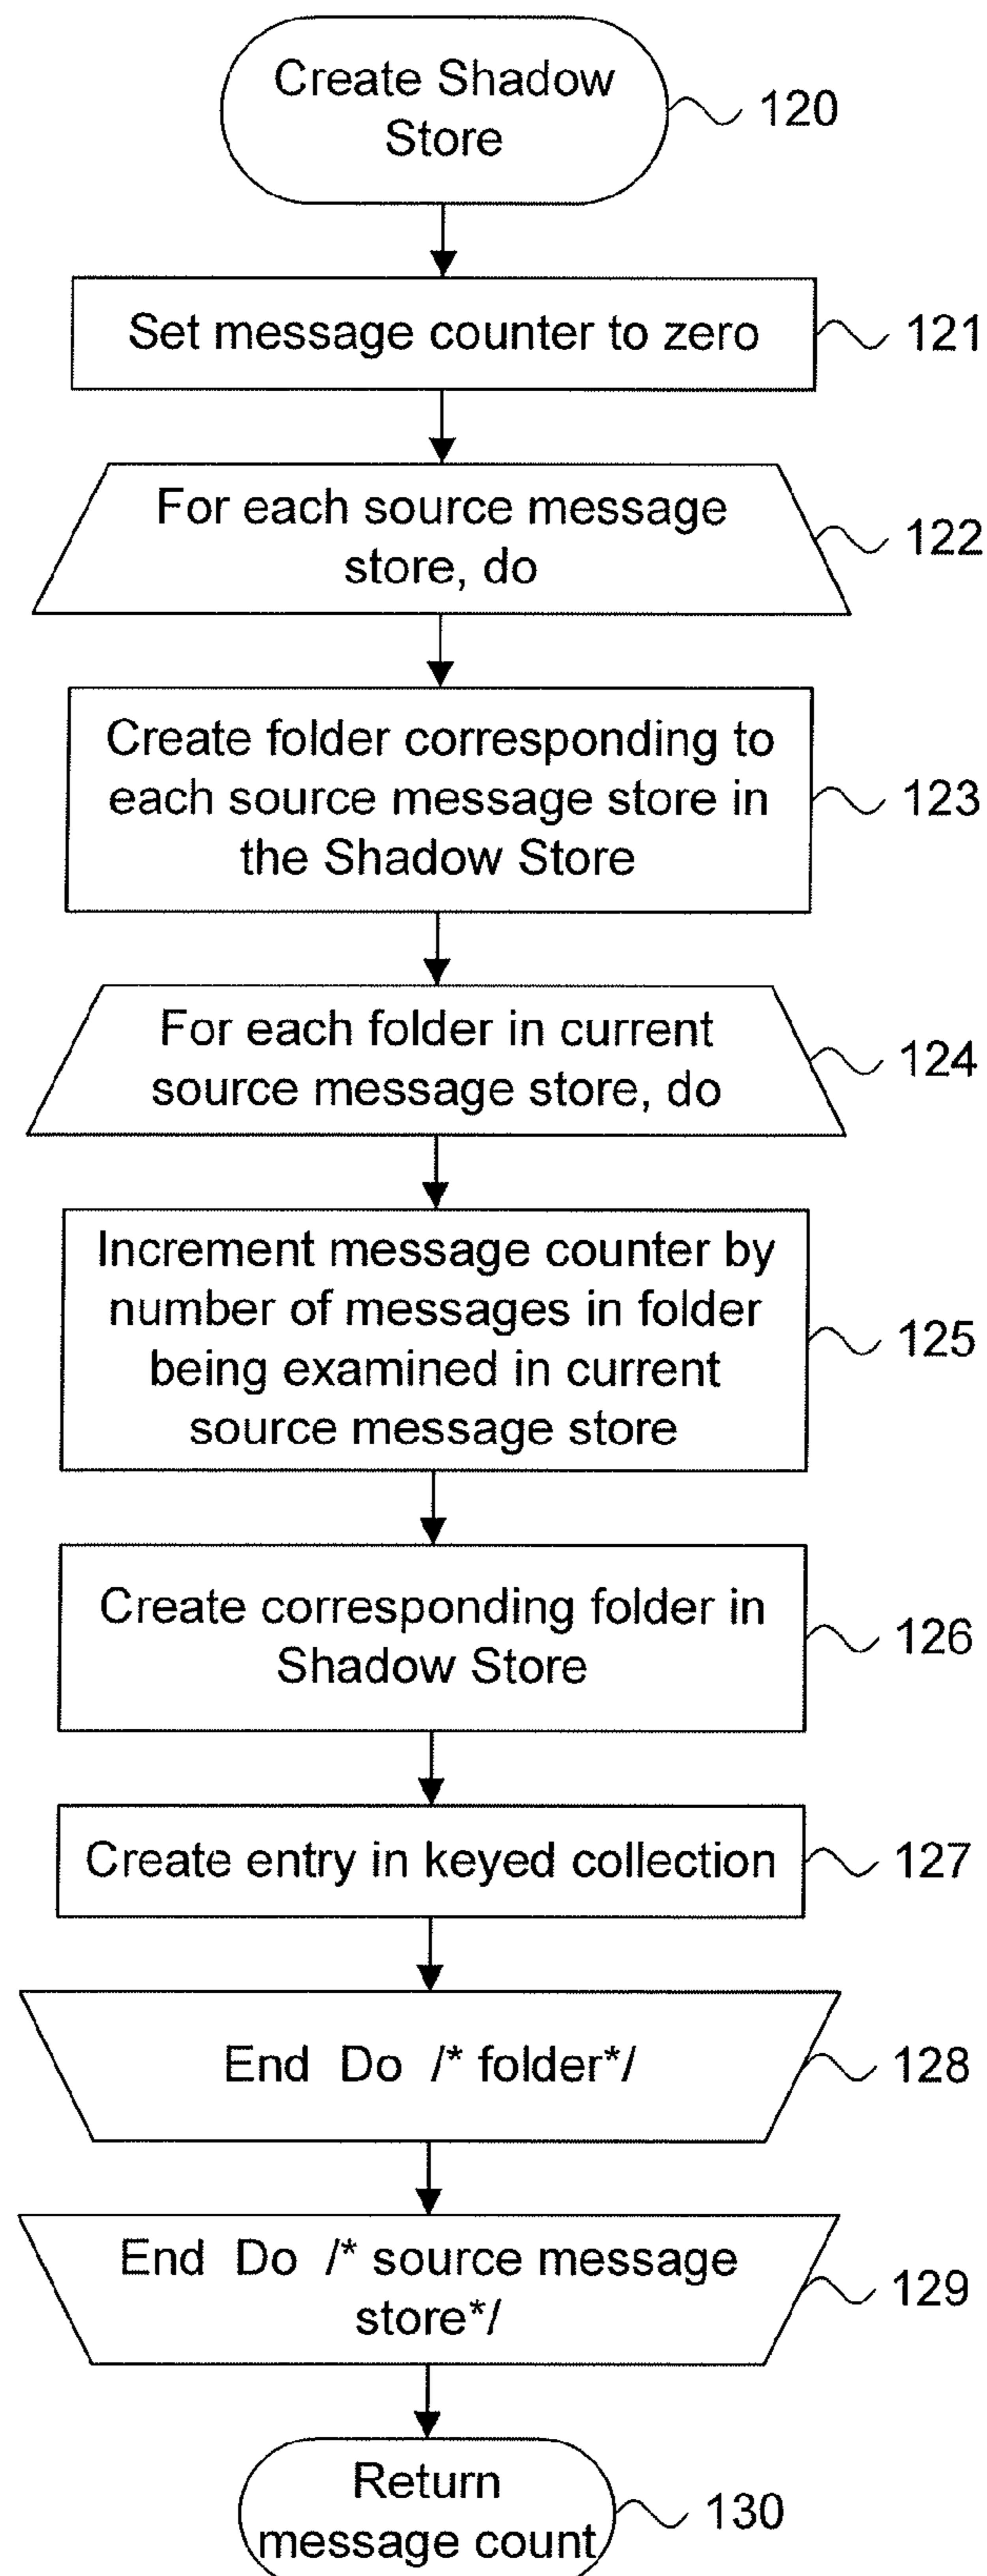 Create Shadow
Store
120
Set message counter to zero
121
For each source message
store, do
122
Create folder corresponding to
each source message store in
the Shadow Store
123
For each folder in current
source message store, do
124
Increment message counter by
number of messages in folder
being examined in current
source message store
125
Create corresponding folder in
Shadow Store
126
Create entry in keyed collection
127
End Do /* folder*/
128
End Do /* source message
store*/
129
Return
message count
130